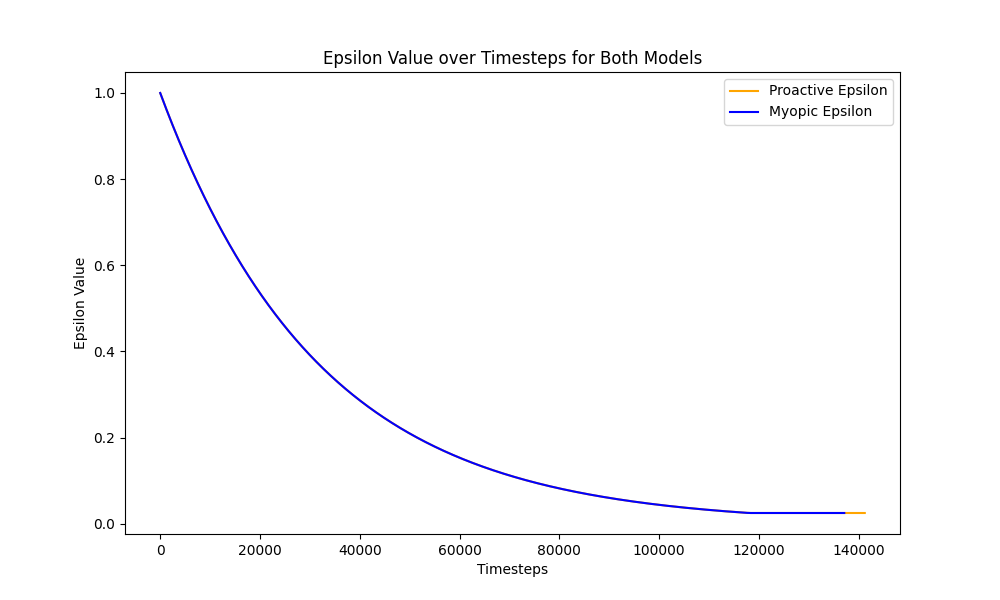 Epsilon Value over Timesteps for Both Models
Proactive Epsilon
Myopic Epsilon
1.0
0.8
0.6
0.4
0.2
0.0
Epsilon Value
0 20000 40000 60000 80000 100000 120000 140000
Timesteps